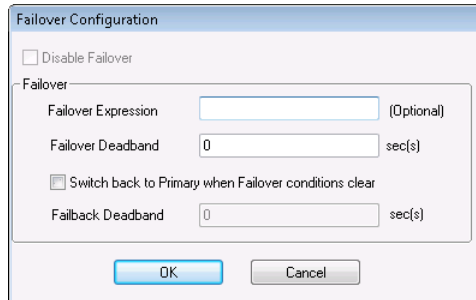 Failover Configuration
Disable Failover
Failover
Failover Expression (Optional)
Failover Deadband 0 sec(s)
Switch back to Primary when Failover conditions clear
Failback Deadband 0 sec(s)
OK Cancel